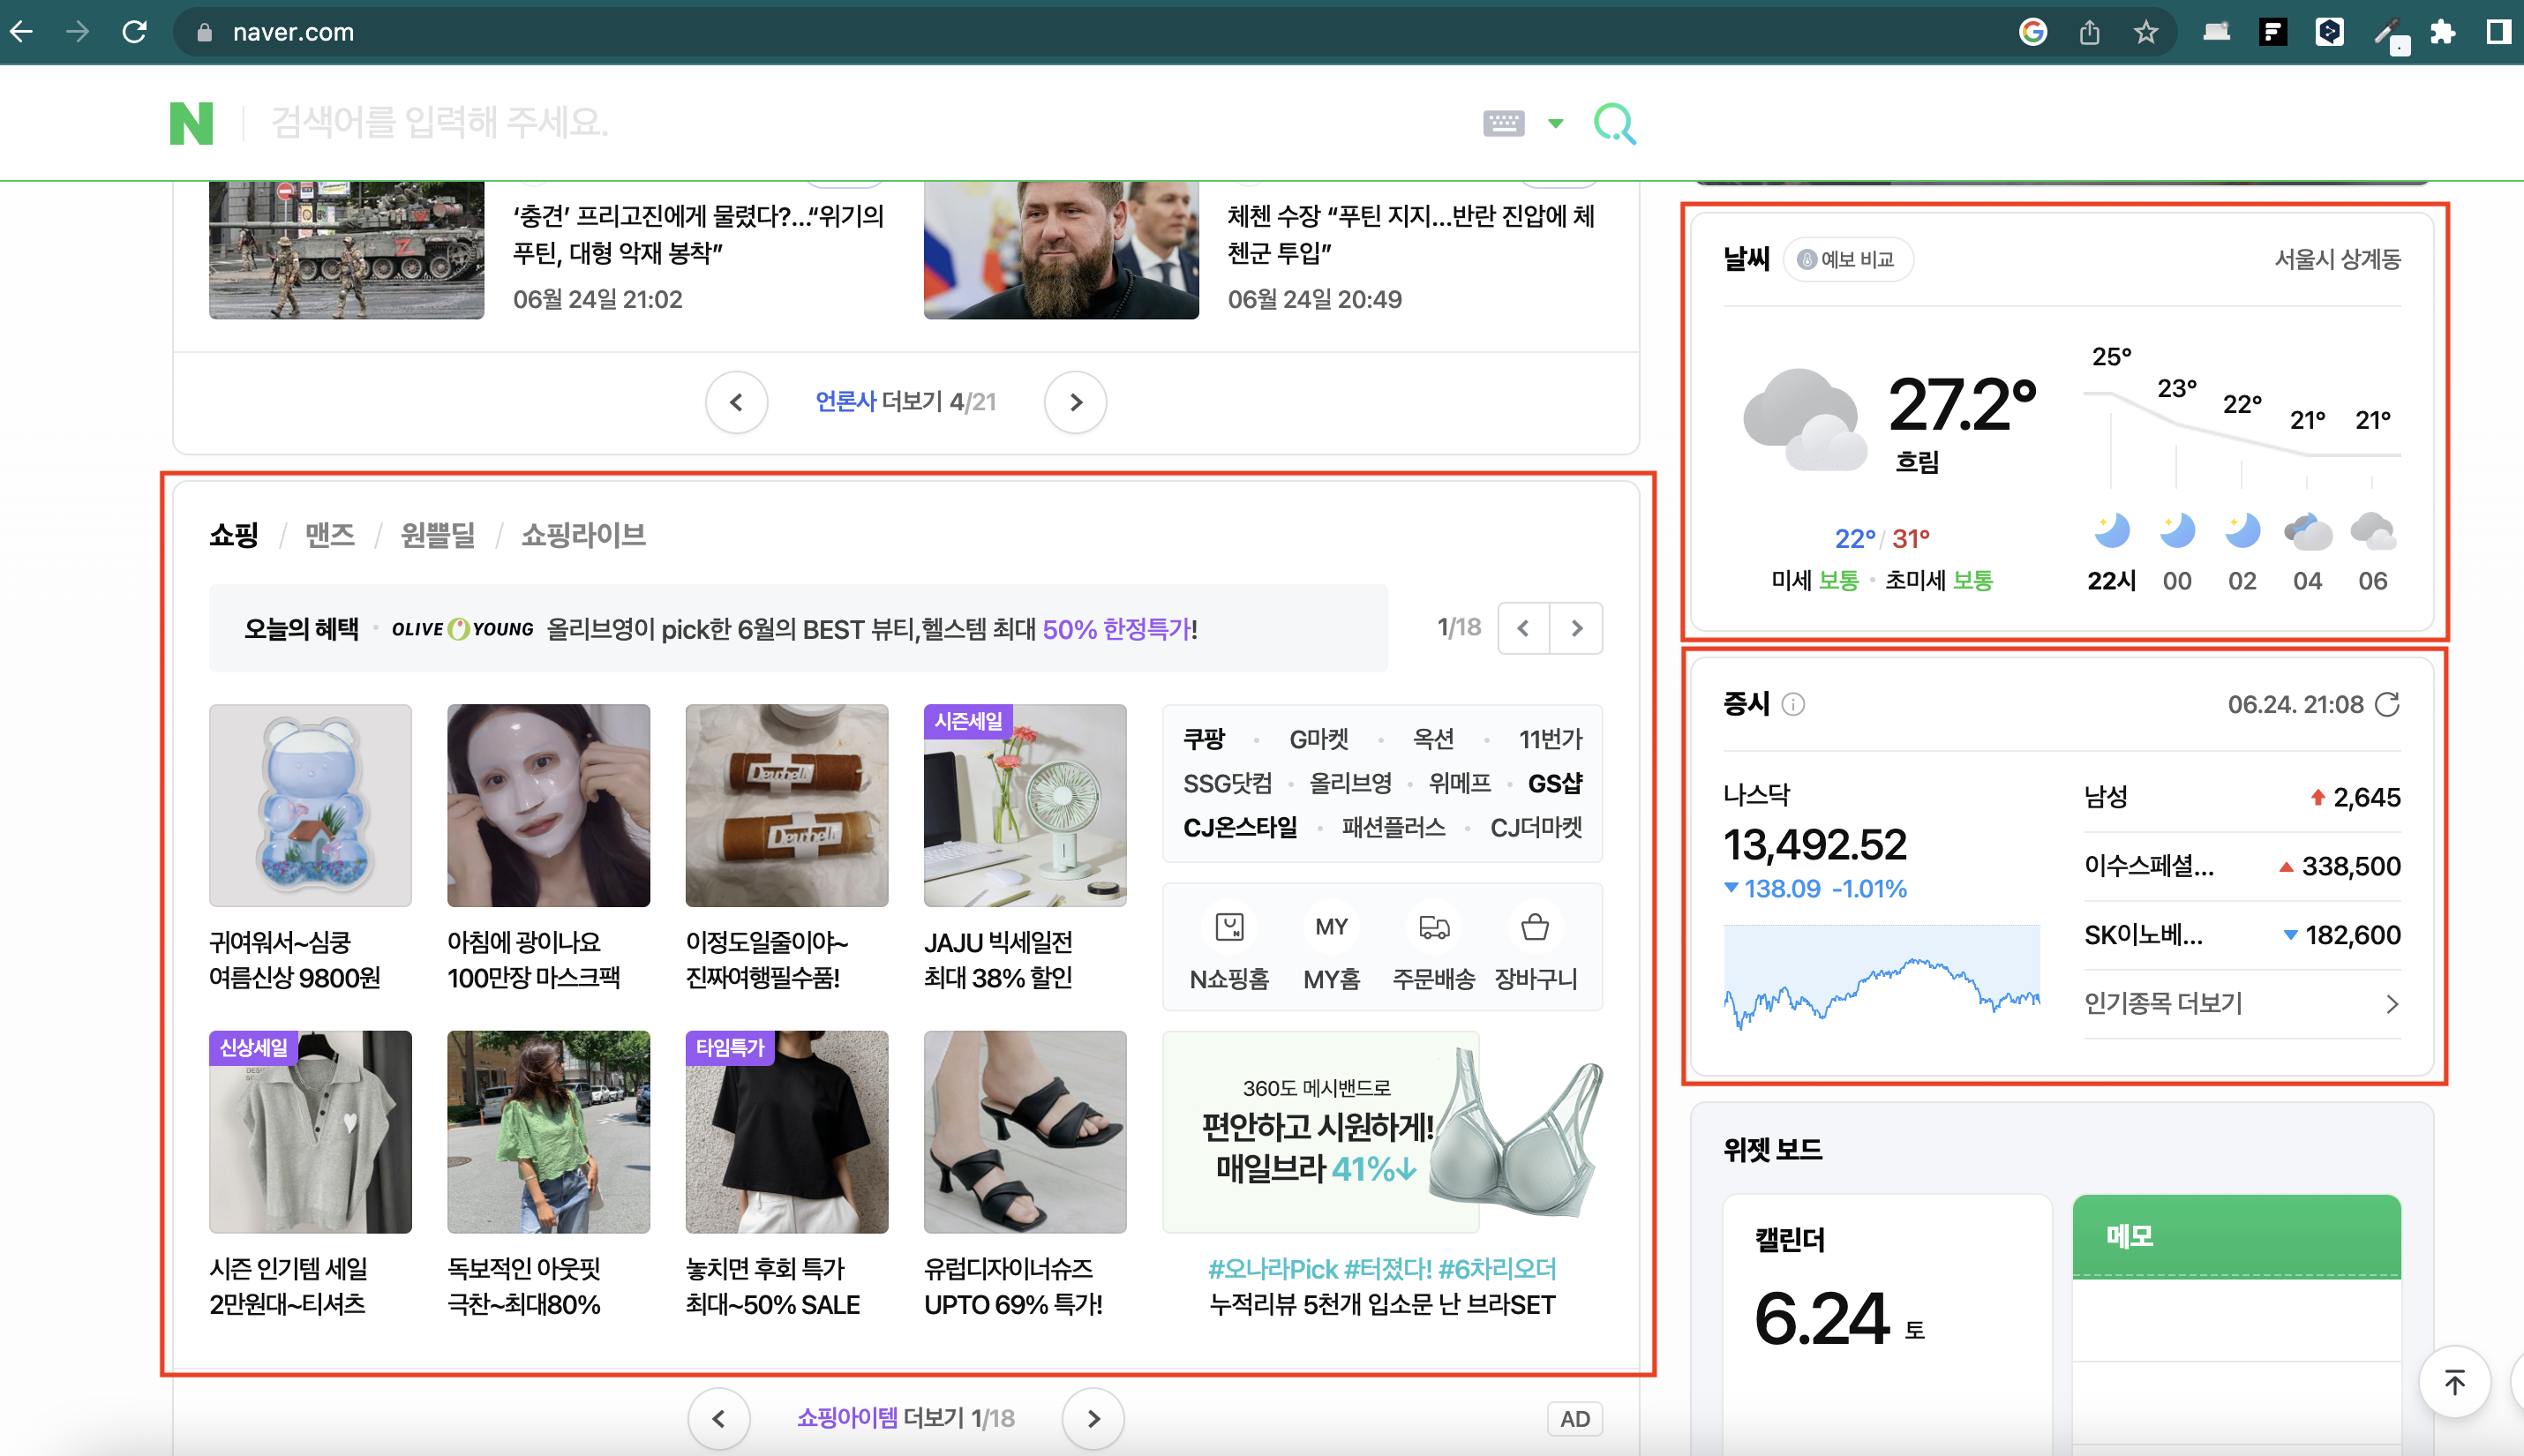 naver.com
N
검색어를 입력해 주세요.
‘충견’ 프리고진에게 물렸다?...“위기의
푸틴, 대형 악재 봉착”
06월 24일 21:02
체첸 수장 “푸틴 지지...반란 진압에 체
첸군 투입”
06월 24일 20:49
언론사 더보기 4/21
쇼핑 / 맨즈 / 원쁠딜 / 쇼핑라이브
오늘의 혜택 • OLIVE YOUNG 올리브영이 pick한 6월의 BEST 뷰티,헬스템 최대 50% 한정특가!
1/18
귀여워서~심쿵
여름신상 9800원
아침에 광이나요
100만장 마스크팩
이정도일줄이야~
진짜여행필수품!
시즌세일
JAJU 빅세일전
최대 38% 할인
쿠팡 • G마켓 • 옥션 • 11번가
SSG닷컴 • 올리브영 • 위메프 • GS샵
CJ온스타일 • 패션플러스 • CJ더마켓
MY
N쇼핑홈 MY홈 주문배송 장바구니
신상세일
시즌 인기템 세일
2만원대~티셔츠
독보적인 아웃핏
극찬~최대80%
타임특가
놓치면 후회 특가
최대~50% SALE
유럽디자이너슈즈
UPTO 69% 특가!
360도 메시밴드로
편안하고 시원하게!
매일브라 41%↓
#오나라Pick #터졌다! #6차리오더
누적리뷰 5천개 입소문 난 브라SET
쇼핑아이템 더보기 1/18
AD
날씨 예보 비교 서울시 상계동
27.2°
흐림
22° / 31°
미세 보통 • 초미세 보통
25° 23° 22° 21° 21°
22시 00 02 04 06
증시 06.24. 21:08
나스닥
13,492.52
▼138.09 -1.01%
남성 2,645
이수스페셜... ▲338,500
SK이노베... ▼182,600
인기종목 더보기
위젯 보드
캘린더
6.24 토
메모